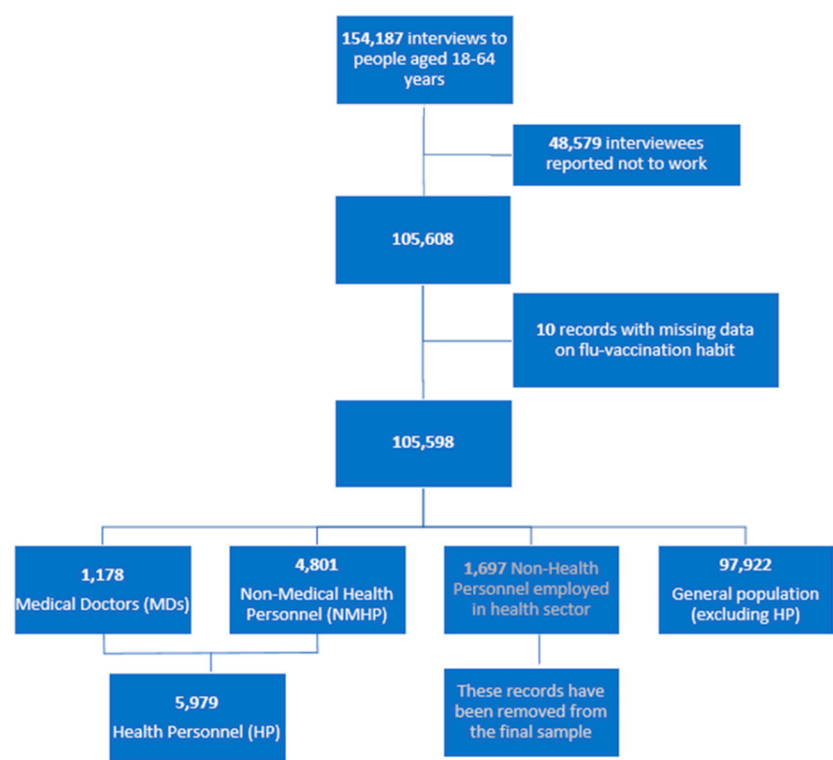 154,187 interviews to
people aged 18-64
years
48,579 interviewees
reported not to work
105,608
10 records with missing data
on flu-vaccination habit
105,598
1,178
Medical Doctors (MDs)
4,801
Non-Medical Health
Personnel (NMHP)
1,697 Non-Health
Personnel employed
in health sector
97,922
General population
(excluding HP)
5,979
Health Personnel (HP)
These records have
been removed from
the final sample